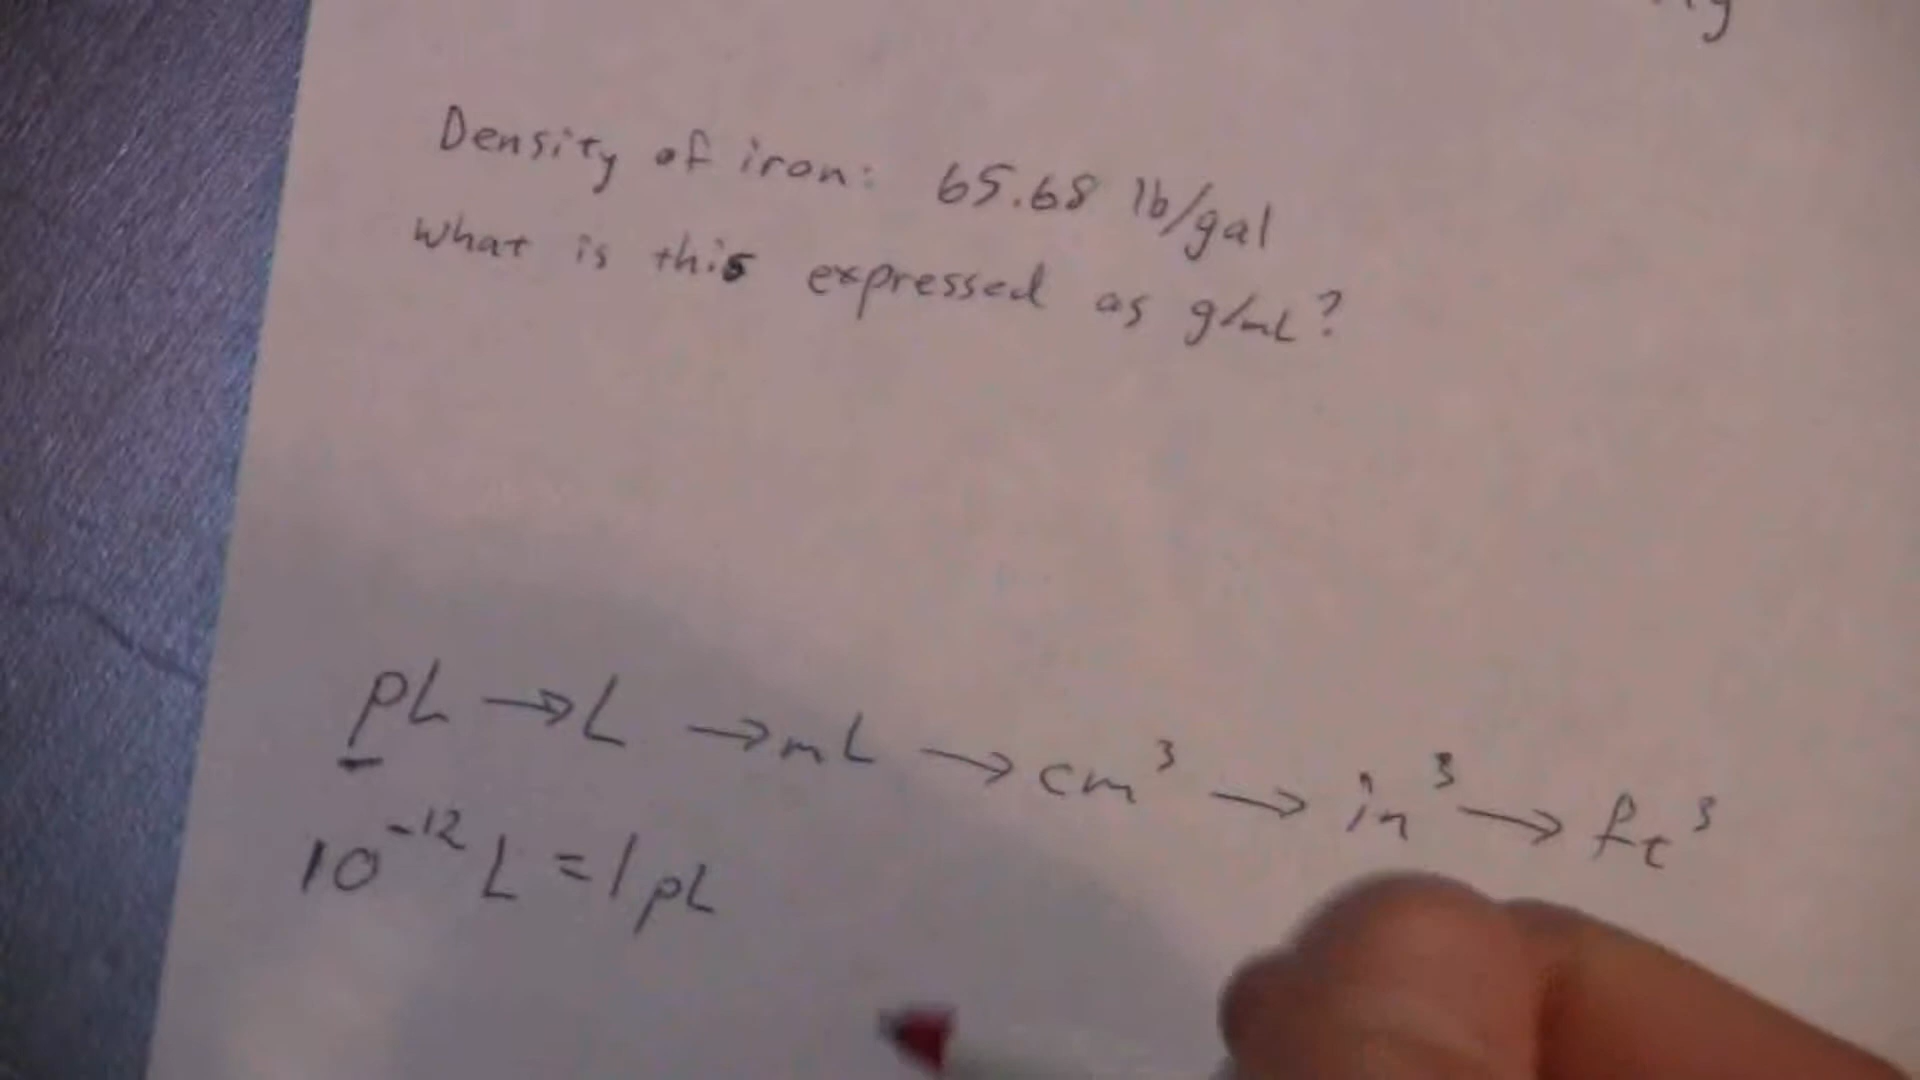 Density of iron: 65.68 lb/gal
What is this expressed as g/mL?
pL → L → mL → cm³ → in³ → ft³
10⁻¹² L = 1 pL